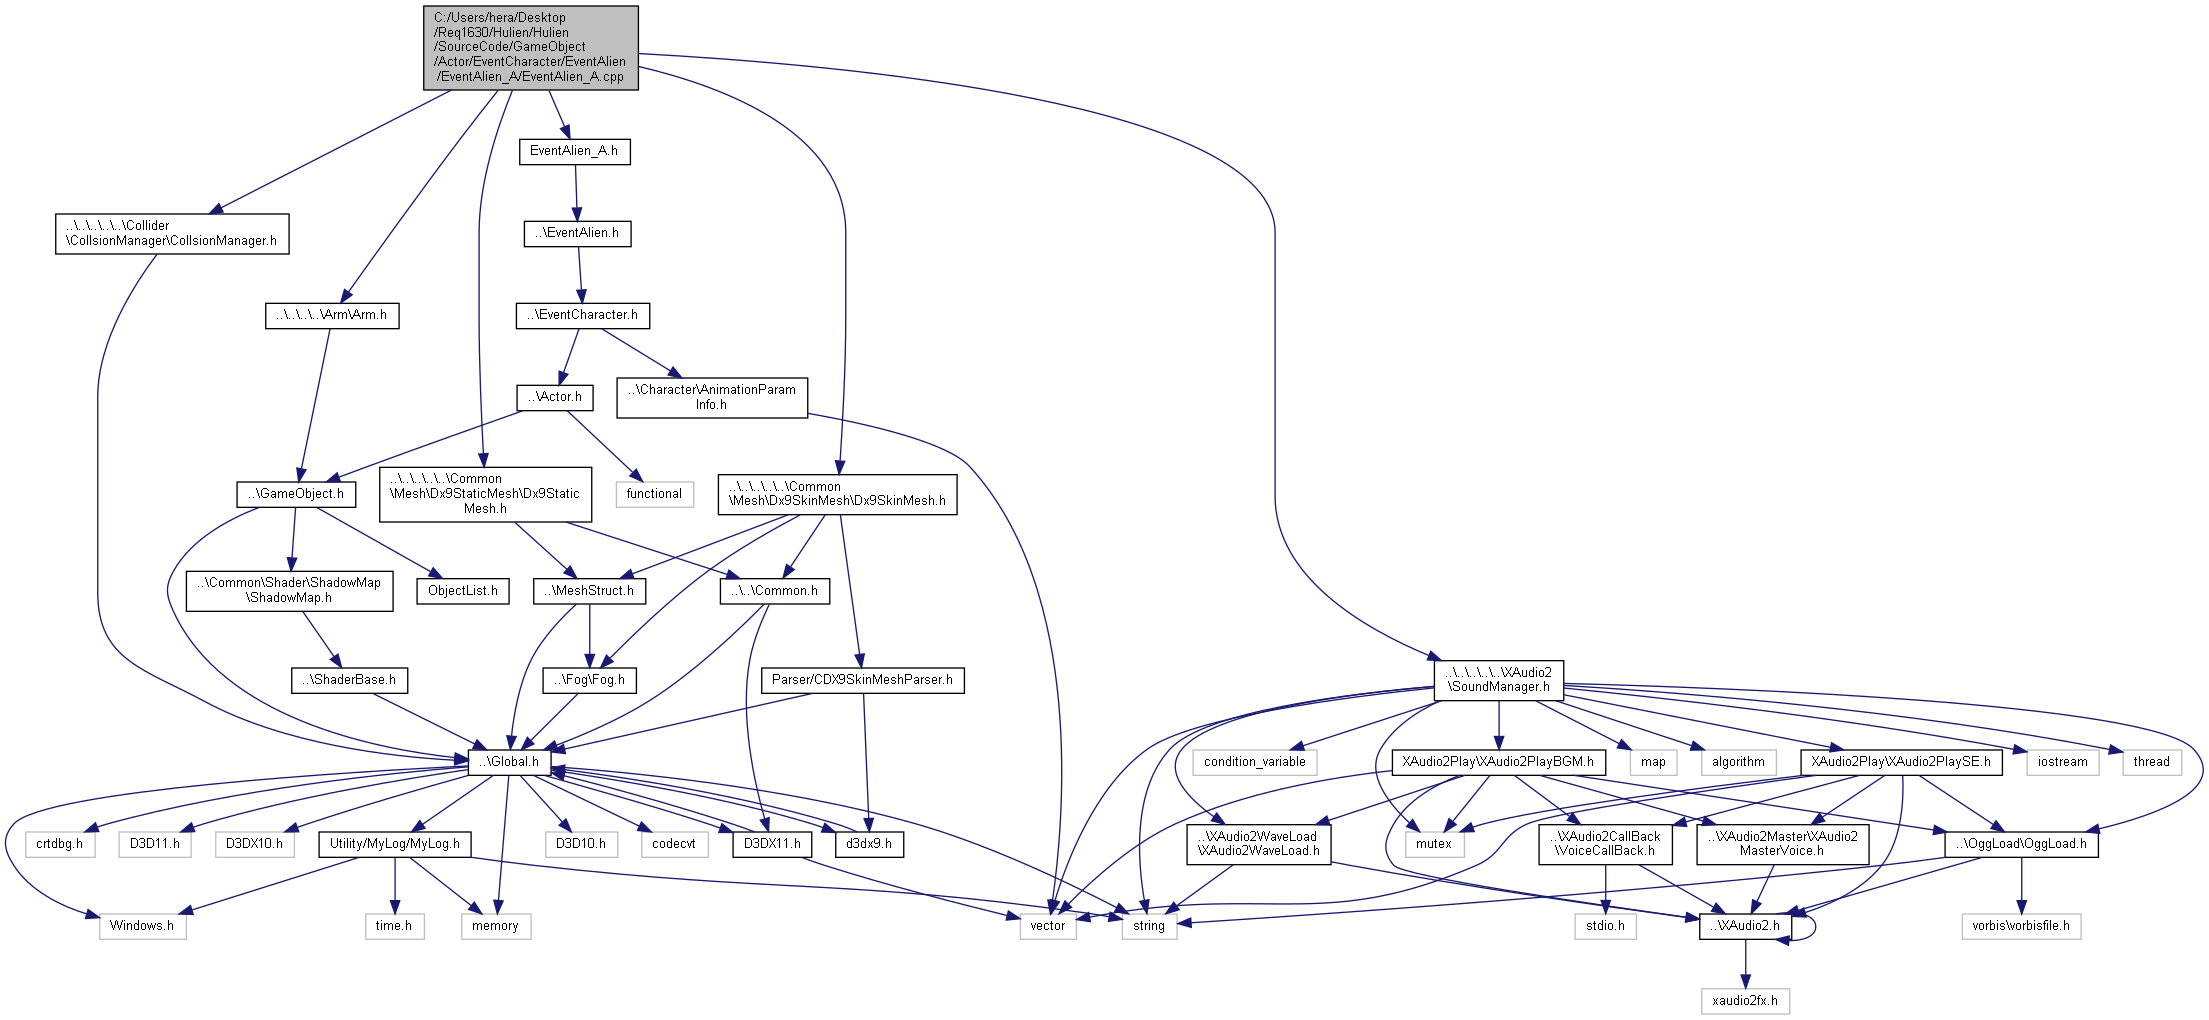 C:/Users/hera/Desktop
/Req1630/Hulien/Hulien
/SourceCode/GameObject
/Actor/EventCharacter/EventAlien
/EventAlien_A/EventAlien_A.cpp
EventAlien_A.h
..\..\..\..\..\Collider
\CollsionManager\CollsionManager.h
..\EventAlien.h
..\..\..\..\Arm\Arm.h
..\EventCharacter.h
..\Actor.h
..\Character\AnimationParam
Info.h
..\GameObject.h
..\..\..\..\..\Common
\Mesh\Dx9StaticMesh\Dx9Static
Mesh.h
functional
..\..\..\..\..\Common
\Mesh\Dx9SkinMesh\Dx9SkinMesh.h
..\Common\Shader\ShadowMap
\ShadowMap.h
ObjectList.h
..\MeshStruct.h
..\..\Common.h
..\ShaderBase.h
..\Fog\Fog.h
Parser/CDX9SkinMeshParser.h
..\..\..\..\..\XAudio2
\SoundManager.h
..\Global.h
condition_variable
XAudio2Play\XAudio2PlayBGM.h
map
algorithm
XAudio2Play\XAudio2PlaySE.h
iostream
thread
crtdbg.h
D3D11.h
D3DX10.h
Utility/MyLog/MyLog.h
D3D10.h
codecvt
D3DX11.h
d3dx9.h
..\XAudio2WaveLoad
\XAudio2WaveLoad.h
mutex
..\XAudio2CallBack
\VoiceCallBack.h
..\XAudio2Master\XAudio2
MasterVoice.h
..\OggLoad\OggLoad.h
Windows.h
time.h
memory
vector
string
stdio.h
..\XAudio2.h
vorbis\vorbisfile.h
xaudio2fx.h